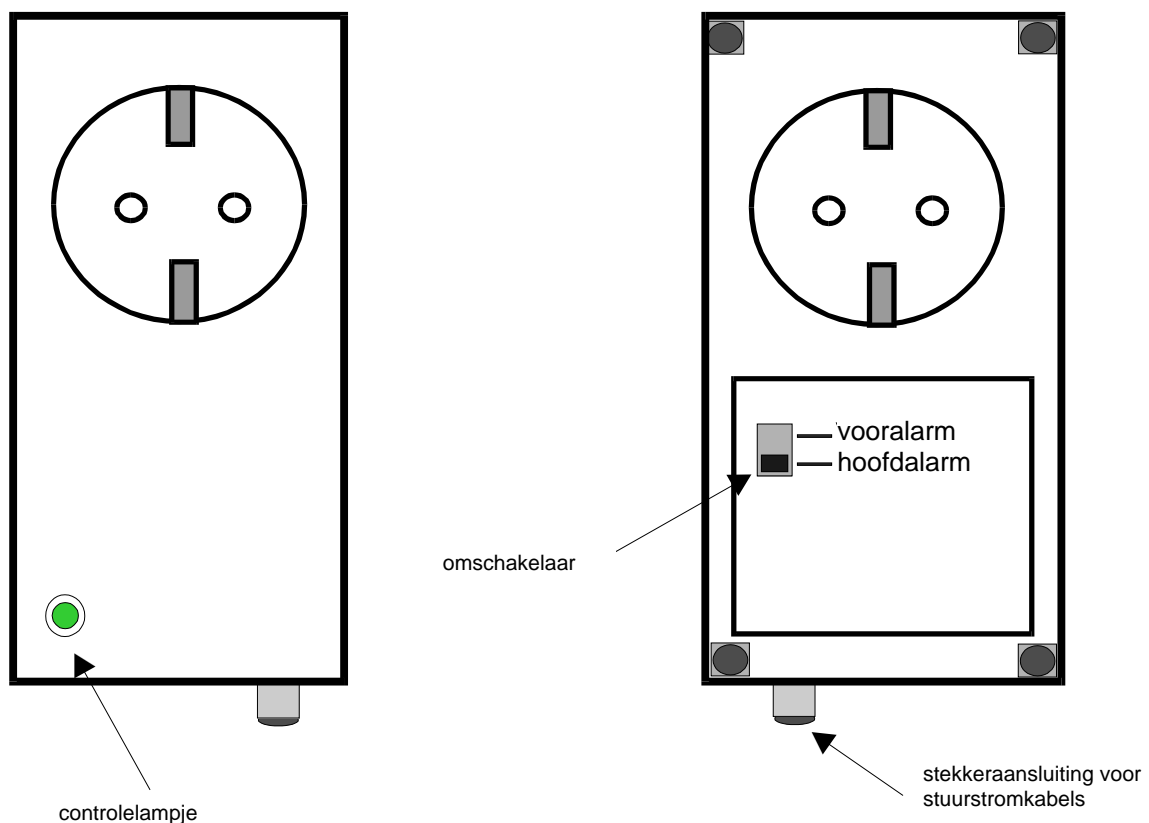 vooralarm
hoofdalarm
omschakelaar
stekkeraansluiting voor
stuurstromkabels
controlelampje